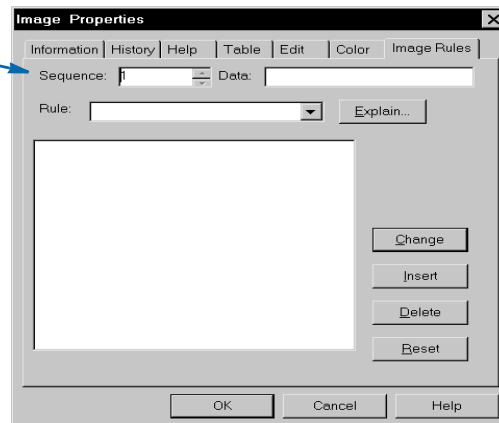 Image Properties
Information History Help Table Edit Color Image Rules
Sequence: 1 Data:
Rule: Explain...
Change
Insert
Delete
Reset
OK Cancel Help